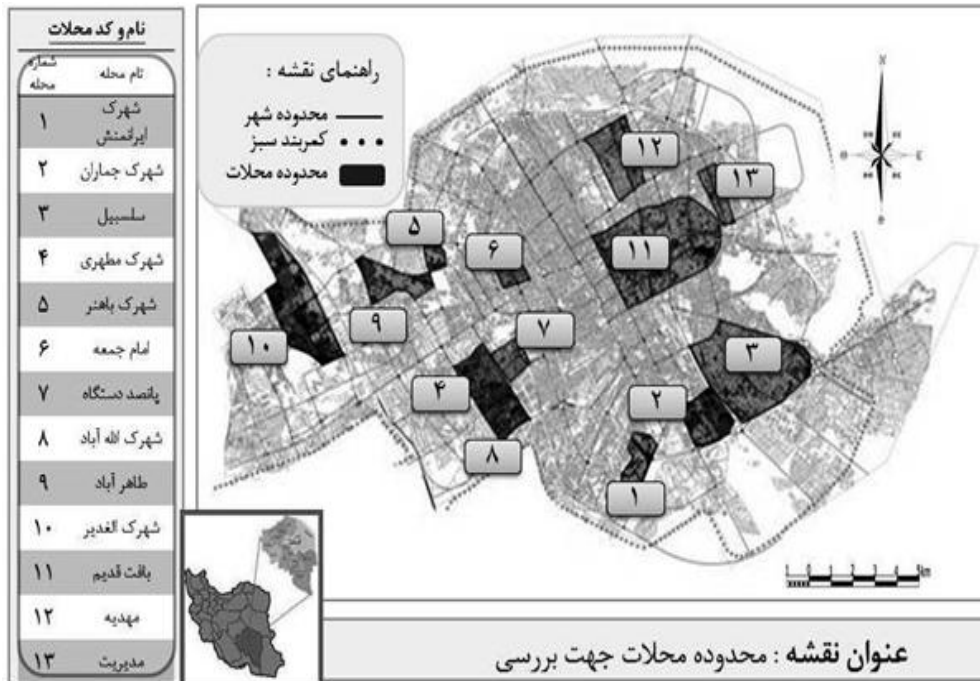 نام و کد محلات
شماره محله
نام محله
۱
شهرک ایرانمنش
۲
شهرک جماران
۳
سلسبیل
۴
شهرک مطهری
۵
شهرک باهنر
۶
امام جمعه
۷
پانصد دستگاه
۸
شهرک الله آباد
۹
طاهر آباد
۱۰
شهرک الغدیر
۱۱
بافت قدیم
۱۲
مهدیه
۱۳
مدیریت
راهنمای نقشه :
محدوده شهر
کمربند سبز
محدوده محلات
۱۲
۱۳
۵
۶
۱۱
۱۰
۹
۷
۳
۴
۲
۸
۱
km
عنوان نقشه : محدوده محلات جهت بررسی